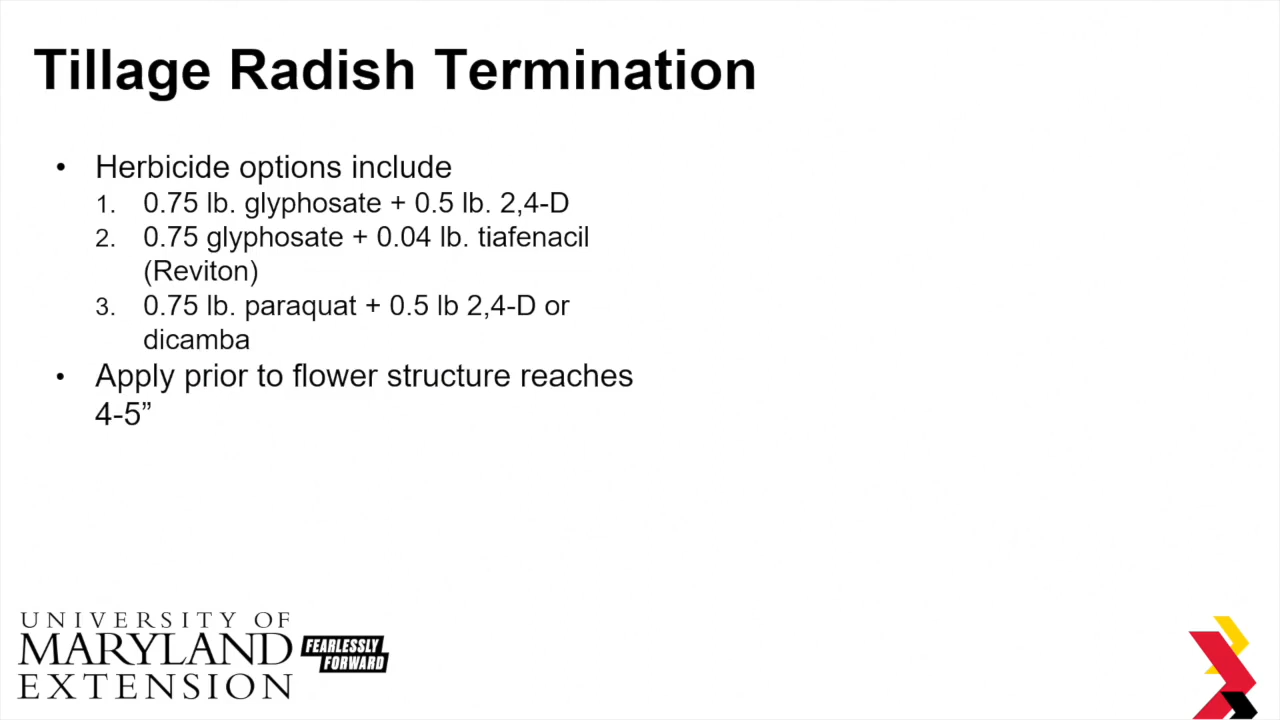 Tillage Radish Termination
• Herbicide options include
1. 0.75 lb. glyphosate + 0.5 lb. 2,4-D
2. 0.75 glyphosate + 0.04 lb. tiafenacil
(Reviton)
3. 0.75 lb. paraquat + 0.5 lb 2,4-D or
dicamba
• Apply prior to flower structure reaches
4-5”
UNIVERSITY OF
MARYLAND
EXTENSION
FEARLESSLY
FORWARD